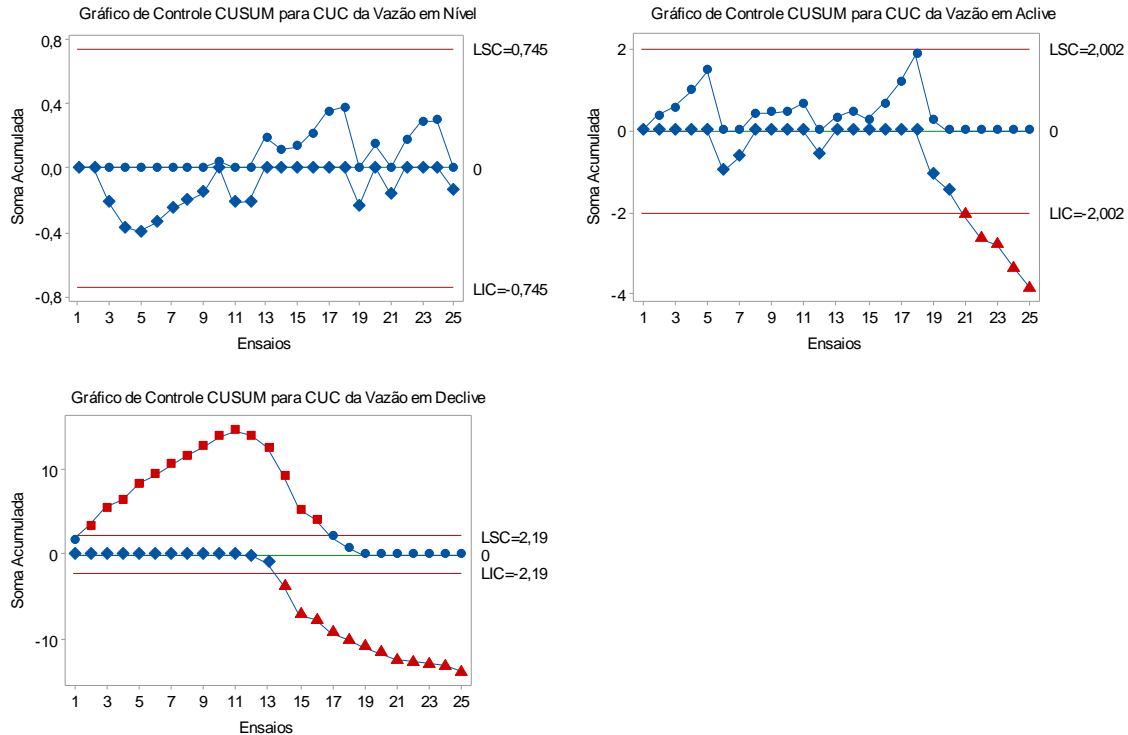 Gráfico de Controle CUSUM para CUC da Vazão em Nível
0,8
0,4
0,0
-0,4
-0,8
Soma Acumulada
LSC=0,745
0
LIC=-0,745
1 3 5 7 9 11 13 15 17 19 21 23 25
Ensaios
Gráfico de Controle CUSUM para CUC da Vazão em Aclive
2
0
-2
-4
Soma Acumulada
LSC=2,002
0
LIC=-2,002
1 3 5 7 9 11 13 15 17 19 21 23 25
Ensaios
Gráfico de Controle CUSUM para CUC da Vazão em Declive
10
0
-10
Soma Acumulada
LSC=2,19
0
LIC=-2,19
1 3 5 7 9 11 13 15 17 19 21 23 25
Ensaios